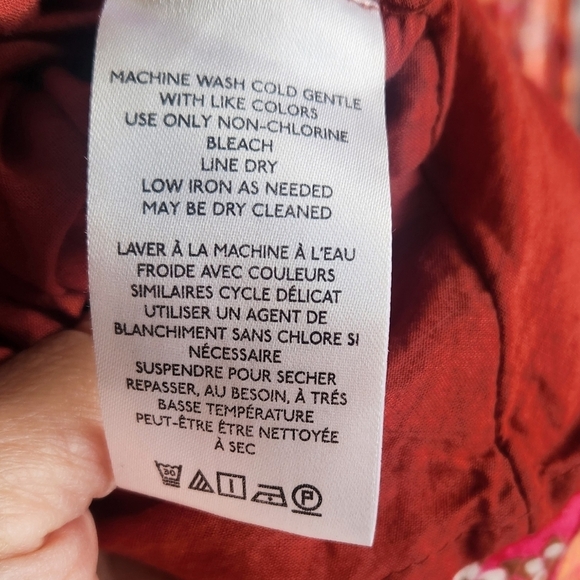 MACHINE WASH COLD GENTLE
WITH LIKE COLORS
USE ONLY NON-CHLORINE
BLEACH
LINE DRY
LOW IRON AS NEEDED
MAY BE DRY CLEANED
LAVER À LA MACHINE À L'EAU
FROIDE AVEC COULEURS
SIMILAIRES CYCLE DÉLICAT
UTILISER UN AGENT DE
BLANCHIMENT SANS CHLORE SI
NÉCESSAIRE
SUSPENDRE POUR SECHER
REPASSER, AU BESOIN, À TRÉS
BASSE TEMPÉRATURE
PEUT-ÊTRE ÊTRE NETTOYÉE
À SEC
30 P